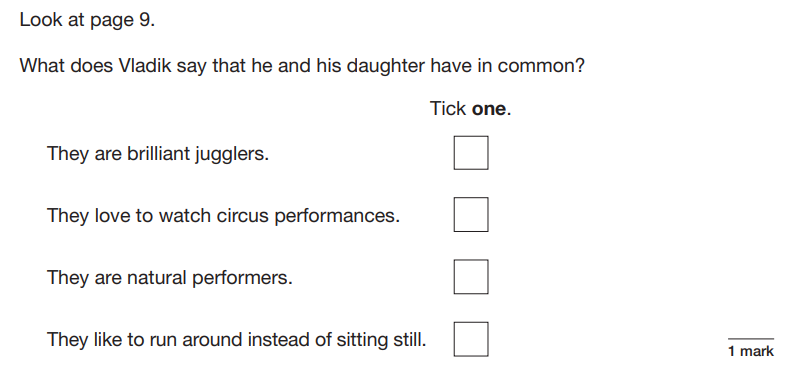 Look at page 9.
What does Vladik say that he and his daughter have in common?
Tick one.
They are brilliant jugglers.
They love to watch circus performances.
They are natural performers.
They like to run around instead of sitting still.
1 mark